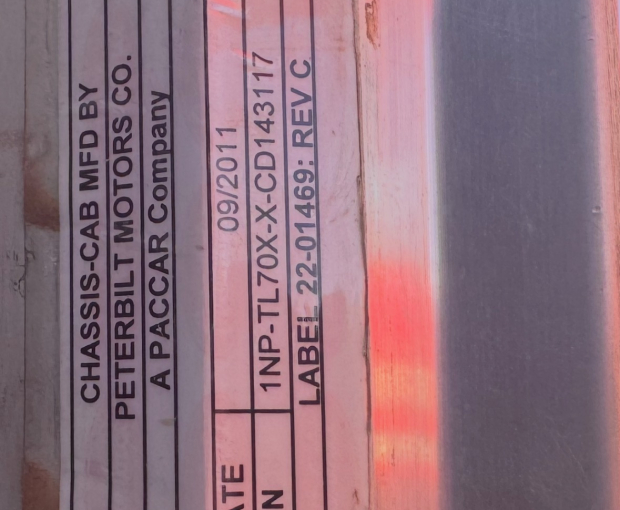 CHASSIS-CAB MFD BY
PETERBILT MOTORS CO.
A PACCAR Company
ATE 09/2011
N 1NP-TL70X-X-CD143117
LABEL 22-01469: REV C